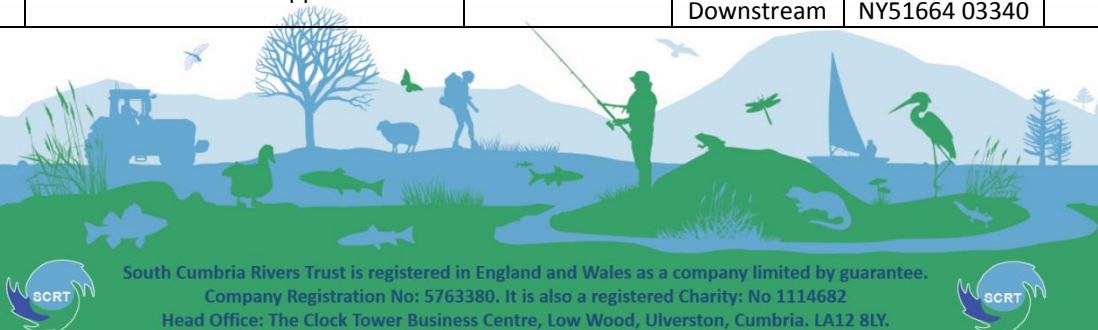 Downstream NY51664 03340
South Cumbria Rivers Trust is registered in England and Wales as a company limited by guarantee.
Company Registration No: 5763380. It is also a registered Charity: No 1114682
Head Office: The Clock Tower Business Centre, Low Wood, Ulverston, Cumbria. LA12 8LY.
SCRT
SCRT